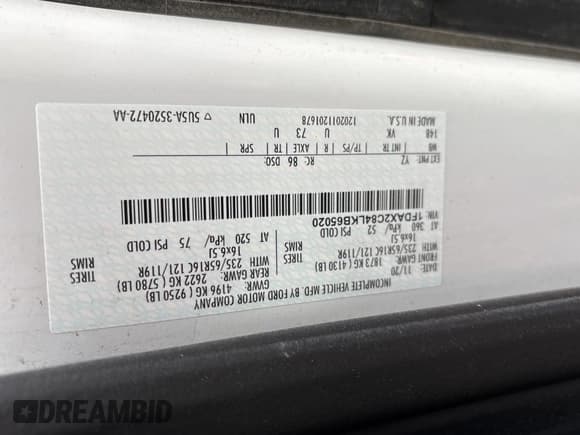 INCOMPLETE VEHICLE MFD. BY FORD MOTOR COMPANY
DATE: 11/20 GVWR: 4196 KG ( 9250 LB)
FRONT GAWR: 1873 KG ( 4130 LB) REAR GAWR: 2622 KG ( 5780 LB)
WITH 235/65R16C 121/119R TIRES WITH 235/65R16C 121/119R TIRES
16x6.5J RIMS 16x6.5J RIMS
AT 360 kPa/ 52 PSI COLD AT 520 kPa/ 75 PSI COLD
VIN: 1FDAX2C84LKB65020
EXT PNT: YZ RC: 86 DSO:
WB INT TR TP/PS R AXLE TR SPR
148 VK U 73 U
MADE IN U.S.A. 1202011201678 ULN ▽ 5U5A-3520472-AA
DREAMBID